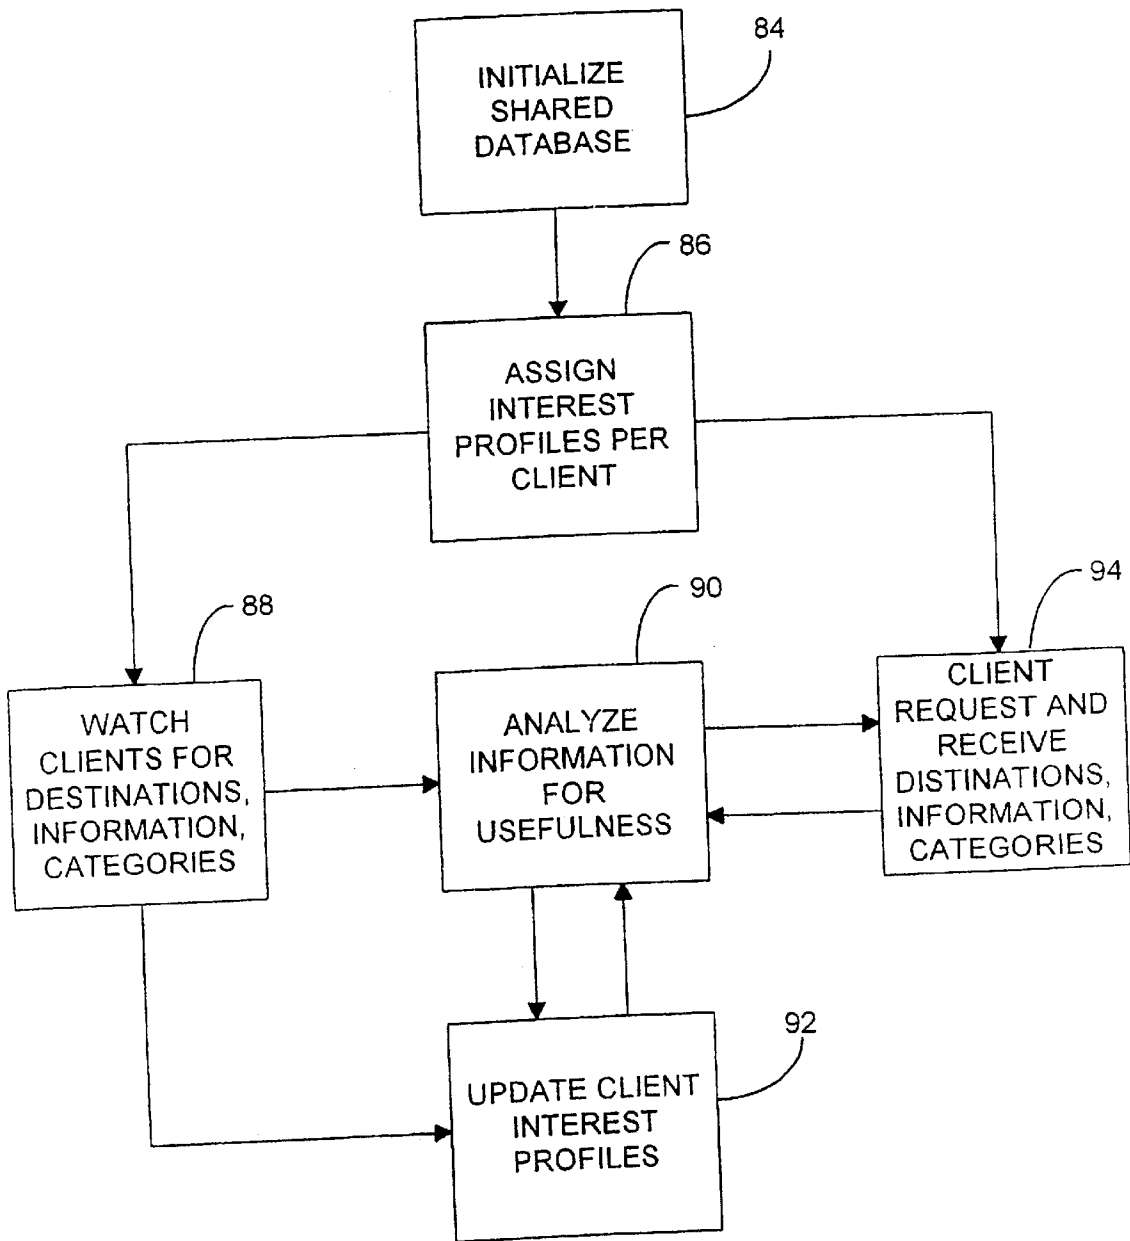 84
INITIALIZE
SHARED
DATABASE
86
ASSIGN
INTEREST
PROFILES PER
CLIENT
88
WATCH
CLIENTS FOR
DESTINATIONS,
INFORMATION,
CATEGORIES
90
ANALYZE
INFORMATION
FOR
USEFULNESS
94
CLIENT
REQUEST AND
RECEIVE
DISTINATIONS,
INFORMATION,
CATEGORIES
92
UPDATE CLIENT
INTEREST
PROFILES